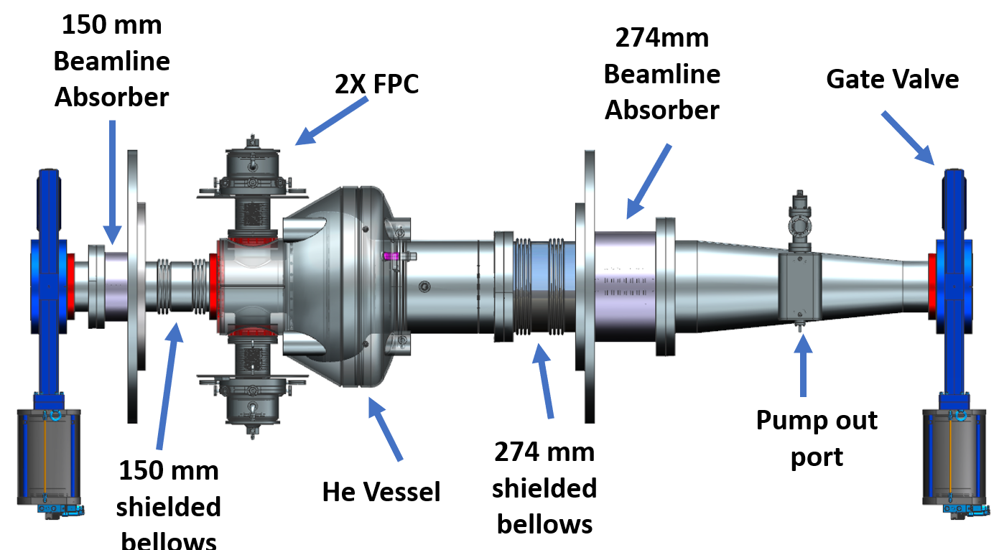 150 mm
Beamline
Absorber
2X FPC
274mm
Beamline
Absorber
Gate Valve
150 mm
shielded
bellows
He Vessel
274 mm
shielded
bellows
Pump out
port